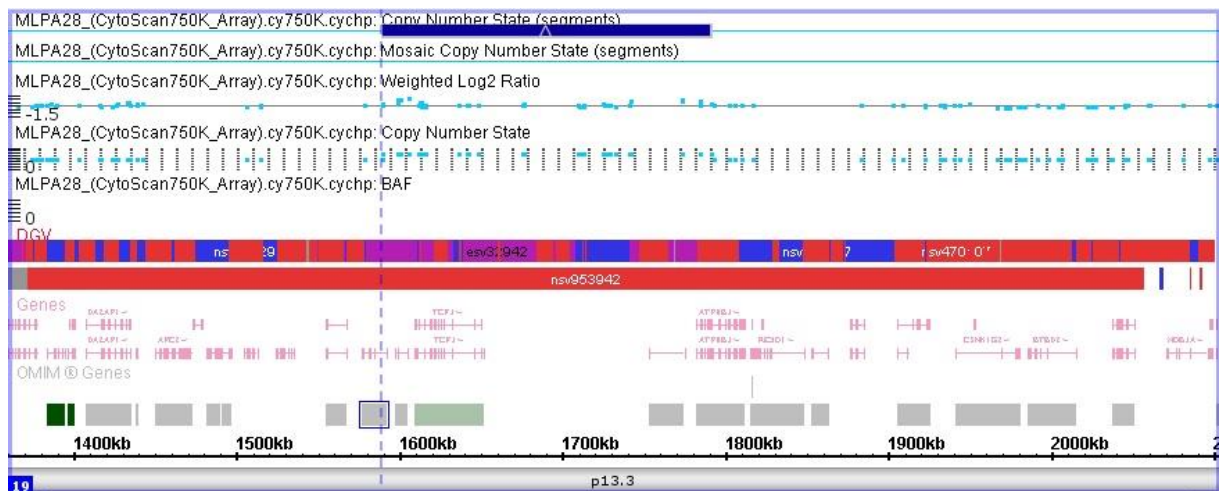 MLPA28_(CytoScan750K_Array).cy750K.cychp: Copy Number State (segments)
MLPA28_(CytoScan750K_Array).cy750K.cychp: Mosaic Copy Number State (segments)
MLPA28_(CytoScan750K_Array).cy750K.cychp: Weighted Log2 Ratio
-1.5
MLPA28_(CytoScan750K_Array).cy750K.cychp: Copy Number State
0
MLPA28_(CytoScan750K_Array).cy750K.cychp: BAF
0
DGV
nsv953942
Genes
OMIM ® Genes
1400kb 1500kb 1600kb 1700kb 1800kb 1900kb 2000kb
p13.3
19